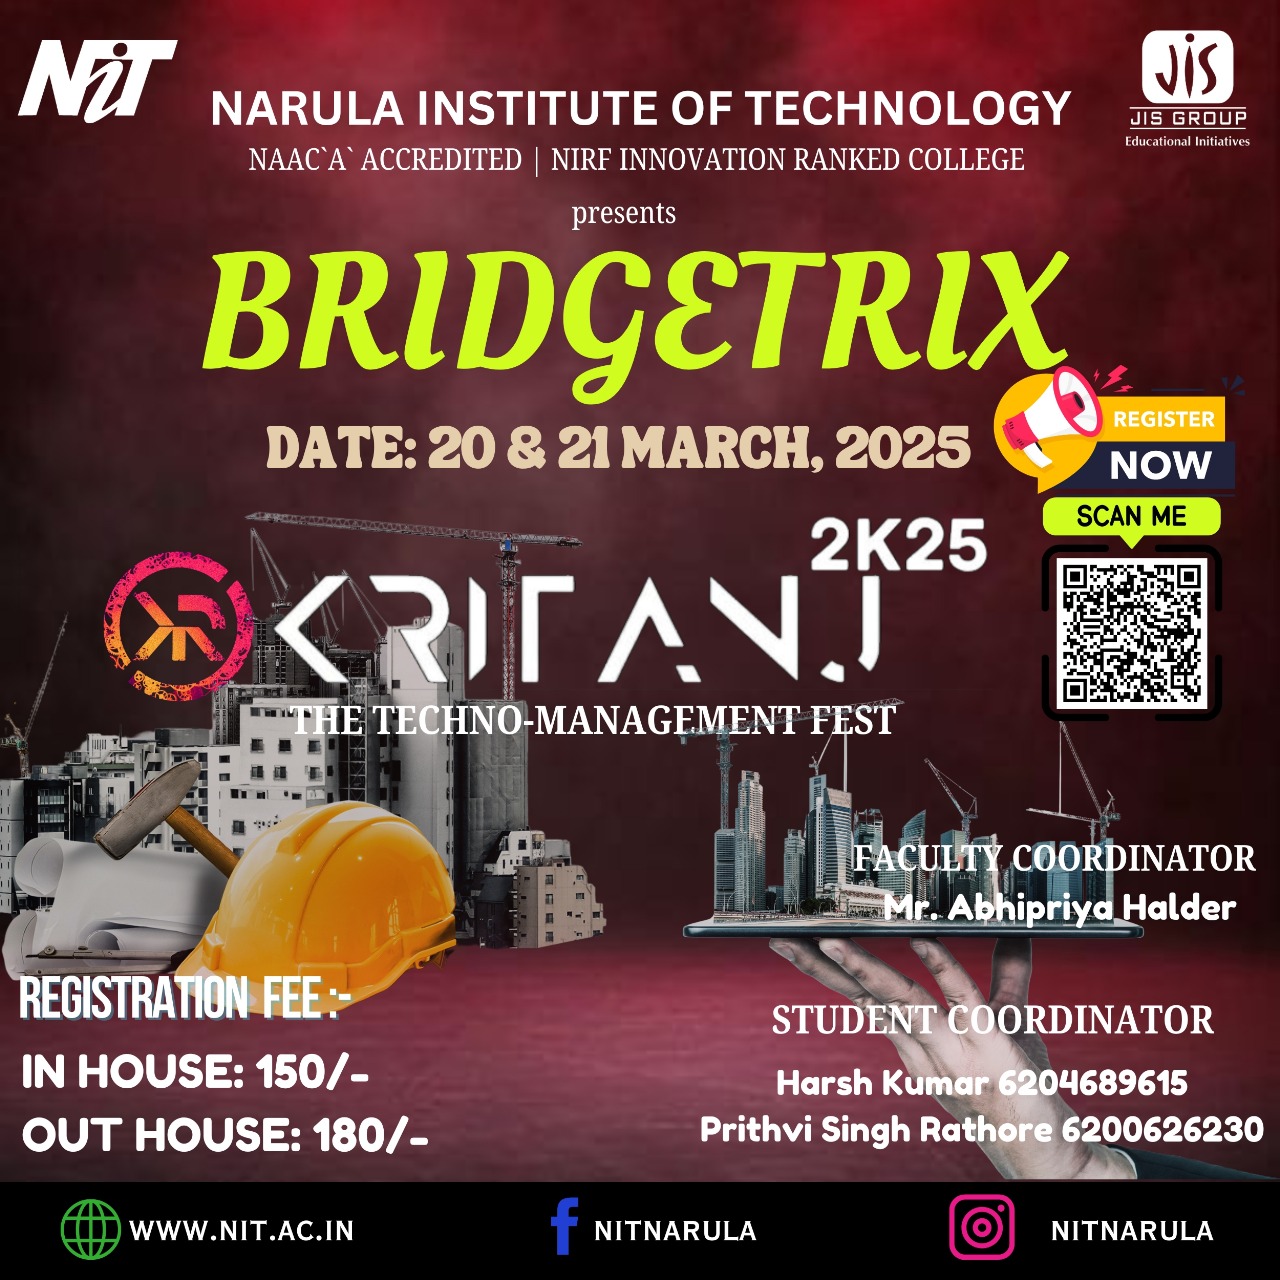 NiT
JIS
JIS GROUP
Educational Initiatives
NARULA INSTITUTE OF TECHNOLOGY
NAAC`A` ACCREDITED | NIRF INNOVATION RANKED COLLEGE
presents
BRIDGETRIX
DATE: 20 & 21 MARCH, 2025
REGISTER
NOW
SCAN ME
2K25
KR
KRITANJ
THE TECHNO-MANAGEMENT FEST
FACULTY COORDINATOR
Mr. Abhipriya Halder
REGISTRATION FEE :-
IN HOUSE: 150/-
OUT HOUSE: 180/-
STUDENT COORDINATOR
Harsh Kumar 6204689615
Prithvi Singh Rathore 6200626230
WWW.NIT.AC.IN
NITNARULA
NITNARULA